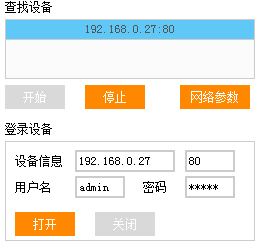 查找设备
192.168.0.27:80
开始 停止 网络参数
登录设备
设备信息 192.168.0.27 80
用户名 admin 密码 *****
打开 关闭